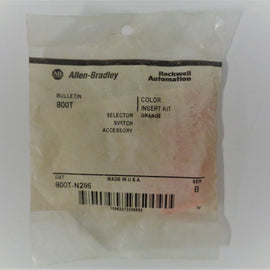 AB Allen-Bradley
Rockwell Automation
BULLETIN
800T
COLOR
INSERT KIT
ORANGE
SELECTOR
SWITCH
ACCESSORY
MADE IN U.S.A.
CAT
800T-N286
SER
B